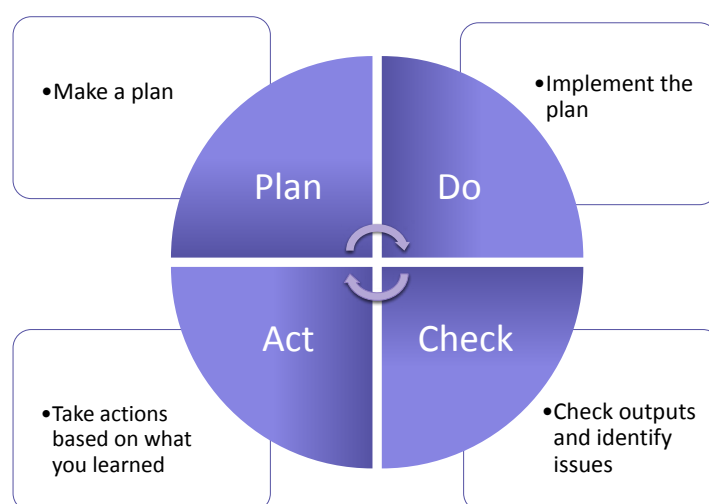 •Make a plan
•Implement the
plan
Plan
Do
Act
Check
•Take actions
based on what
you learned
•Check outputs
and identify
issues